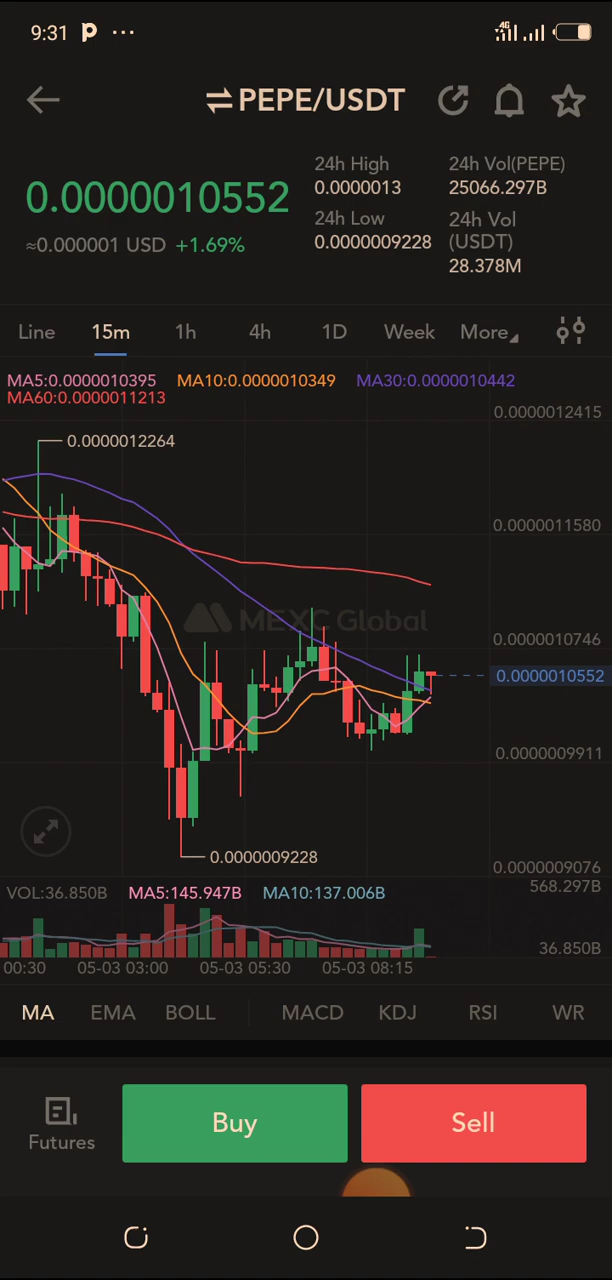 9:31
4G
PEPE/USDT
0.0000010552
≈0.000001 USD +1.69%
24h High
0.0000013
24h Low
0.0000009228
24h Vol(PEPE)
25066.297B
24h Vol
(USDT)
28.378M
Line 15m 1h 4h 1D Week More
MA5:0.0000010395 MA10:0.0000010349 MA30:0.0000010442
MA60:0.0000011213
0.0000012415
0.0000012264
0.0000011580
MEXC Global
0.0000010746
0.0000010552
0.0000009911
0.0000009228
0.0000009076
VOL:36.850B MA5:145.947B MA10:137.006B
568.297B
36.850B
00:30 05-03 03:00 05-03 05:30 05-03 08:15
MA EMA BOLL MACD KDJ RSI WR
Futures
Buy
Sell